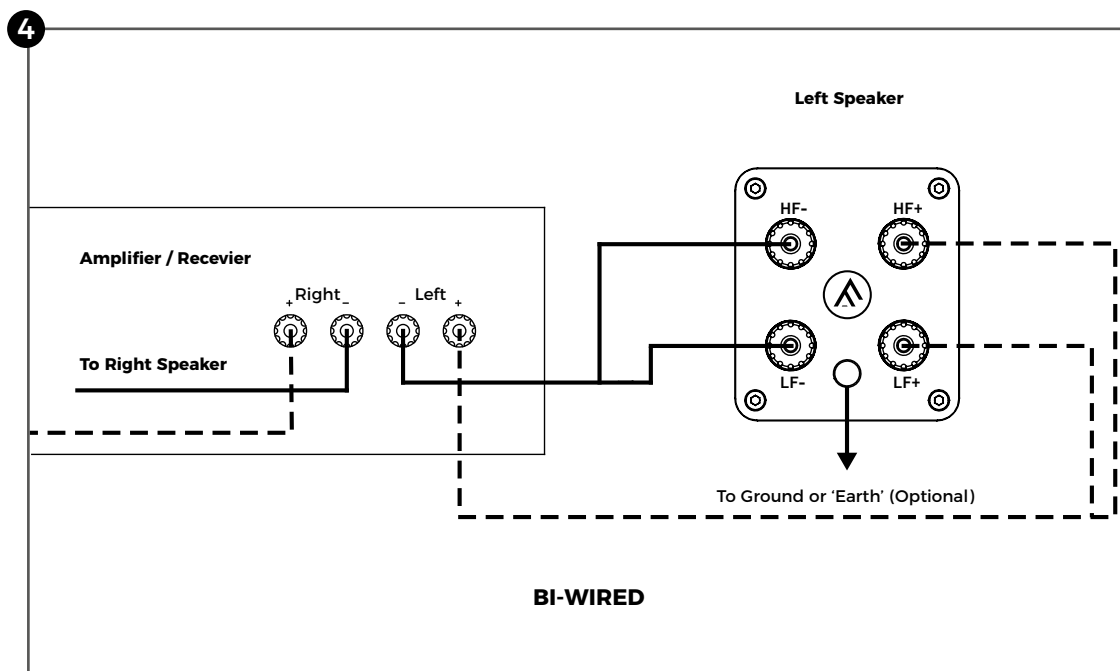 4
Left Speaker
HF-
HF+
Amplifier / Recevier
+ Right -
- Left +
To Right Speaker
LF-
LF+
To Ground or ‘Earth’ (Optional)
BI-WIRED